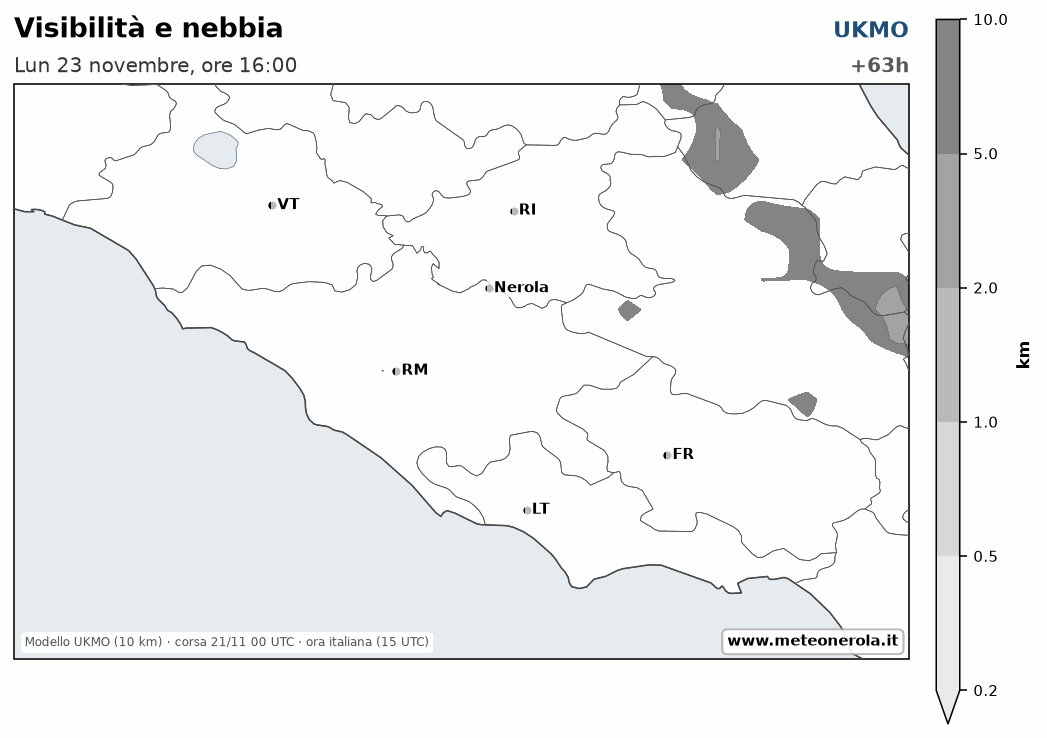 Visibilità e nebbia
UKMO
Lun 23 novembre, ore 16:00
+63h
10.0
5.0
2.0
1.0
0.5
0.2
km
VT
RI
Nerola
RM
FR
LT
Modello UKMO (10 km) · corsa 21/11 00 UTC · ora italiana (15 UTC)
www.meteonerola.it